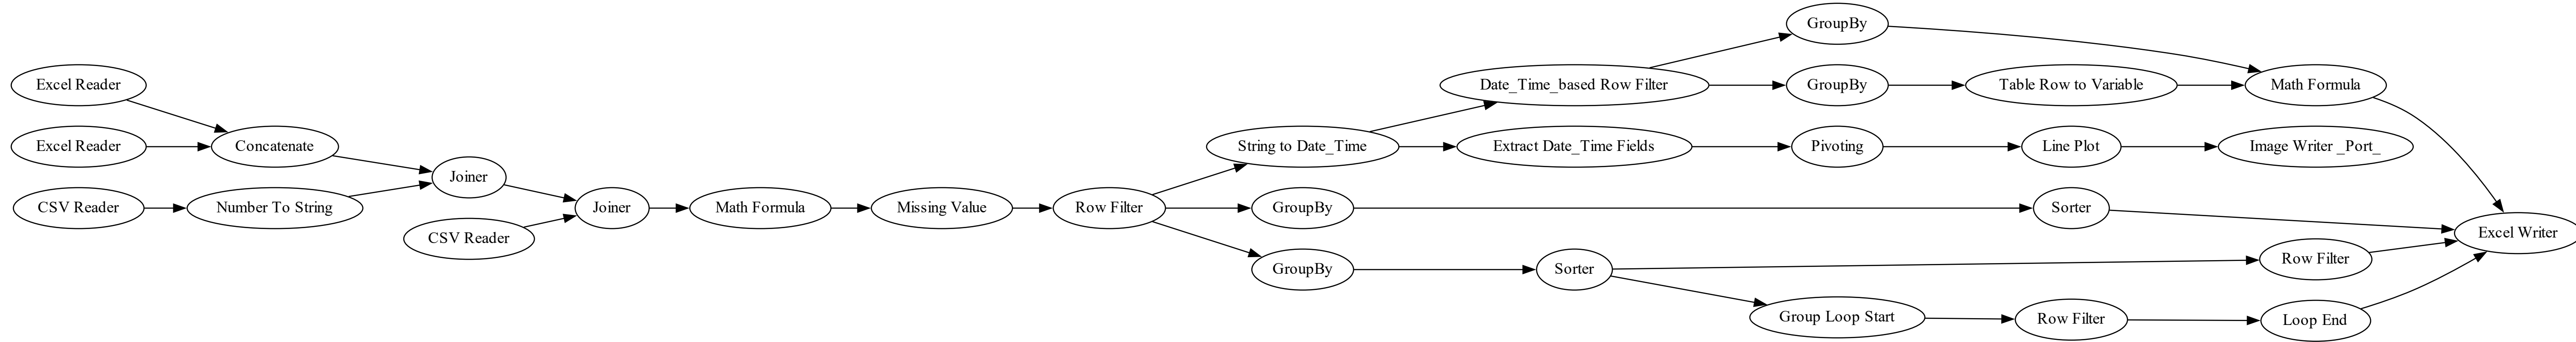 Excel Reader
Excel Reader
CSV Reader
Concatenate
Number To String
Joiner
CSV Reader
Joiner
Math Formula
Missing Value
Row Filter
String to Date_Time
GroupBy
GroupBy
Date_Time_based Row Filter
Extract Date_Time Fields
Sorter
GroupBy
GroupBy
Pivoting
Group Loop Start
Table Row to Variable
Line Plot
Sorter
Row Filter
Math Formula
Image Writer _Port_
Row Filter
Loop End
Excel Writer